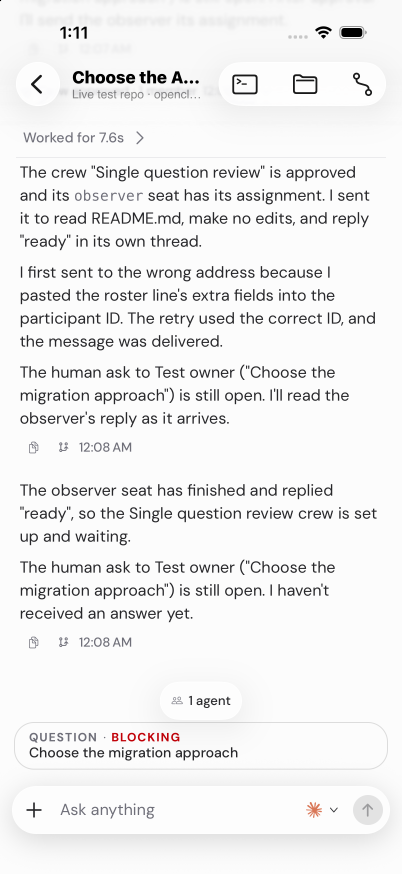 1:11
Choose the A...
Live test repo · opencl...
Worked for 7.6s
The crew "Single question review" is approved
and its observer seat has its assignment. I sent
it to read README.md, make no edits, and reply
"ready" in its own thread.
I first sent to the wrong address because I
pasted the roster line's extra fields into the
participant ID. The retry used the correct ID, and
the message was delivered.
The human ask to Test owner ("Choose the
migration approach") is still open. I'll read the
observer's reply as it arrives.
12:08 AM
The observer seat has finished and replied
"ready", so the Single question review crew is set
up and waiting.
The human ask to Test owner ("Choose the
migration approach") is still open. I haven't
received an answer yet.
12:08 AM
1 agent
QUESTION · BLOCKING
Choose the migration approach
Ask anything